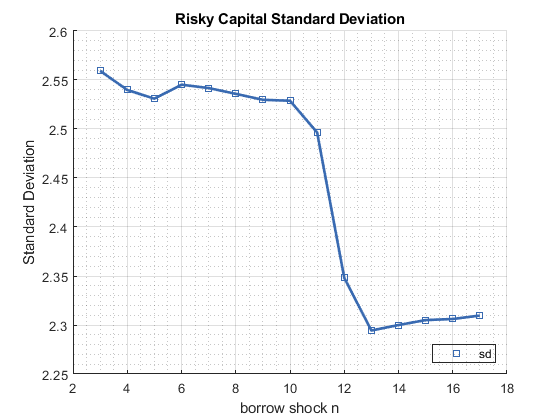 Risky Capital Standard Deviation
2.6
2.55
2.5
2.45
2.4
2.35
2.3
2.25
Standard Deviation
sd
2 4 6 8 10 12 14 16 18
borrow shock n